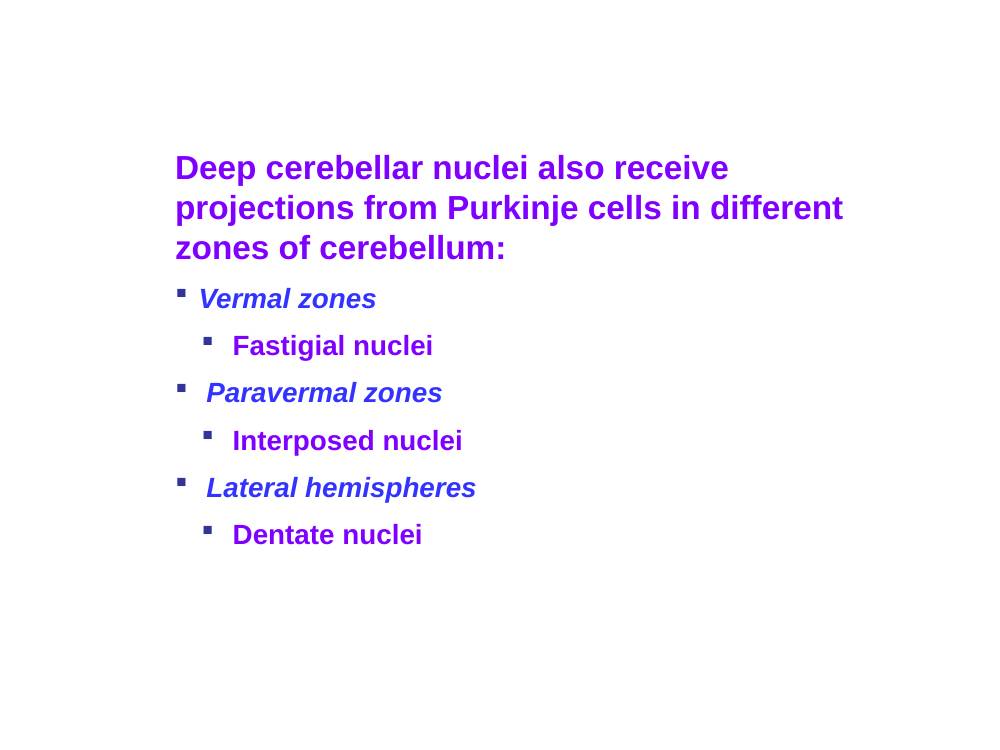 Deep cerebellar nuclei also receive
projections from Purkinje cells in different
zones of cerebellum:
▪ Vermal zones
▪ Fastigial nuclei
▪ Paravermal zones
▪ Interposed nuclei
▪ Lateral hemispheres
▪ Dentate nuclei